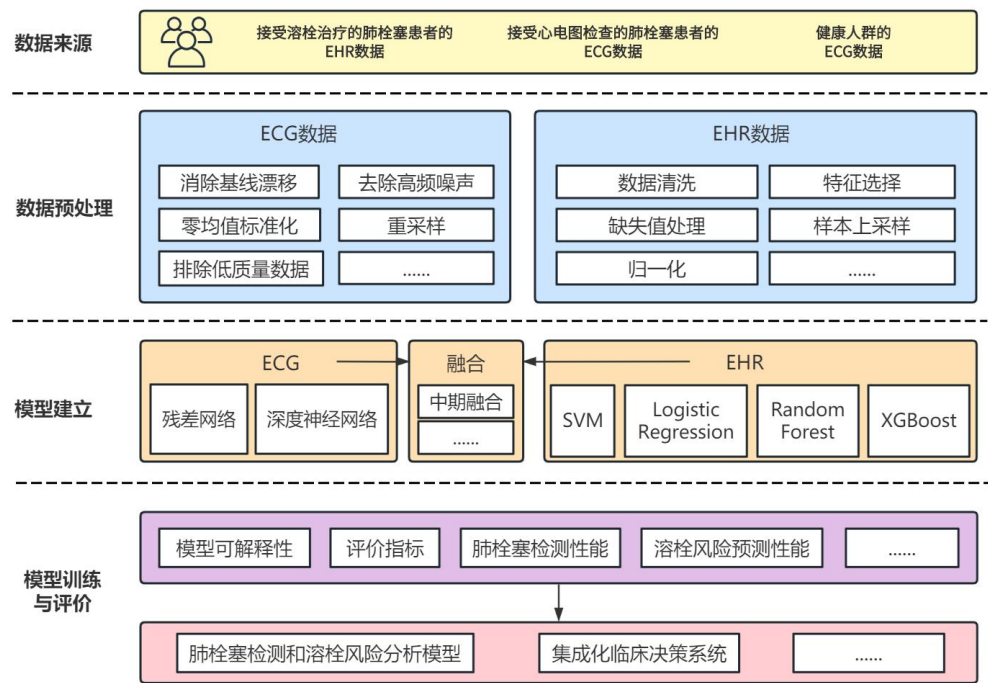 数据来源
接受溶栓治疗的肺栓塞患者的
EHR数据
接受心电图检查的肺栓塞患者的
ECG数据
健康人群的
ECG数据
数据预处理
ECG数据
消除基线漂移
去除高频噪声
零均值标准化
重采样
排除低质量数据
......
EHR数据
数据清洗
特征选择
缺失值处理
样本上采样
归一化
......
模型建立
ECG
残差网络
深度神经网络
融合
中期融合
......
EHR
SVM
Logistic
Regression
Random
Forest
XGBoost
模型训练
与评价
模型可解释性
评价指标
肺栓塞检测性能
溶栓风险预测性能
......
肺栓塞检测和溶栓风险分析模型
集成化临床决策系统
......